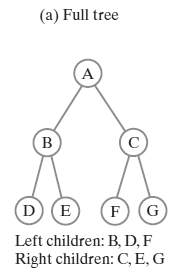 (a) Full tree
A
B C
D E F G
Left children: B, D, F
Right children: C, E, G